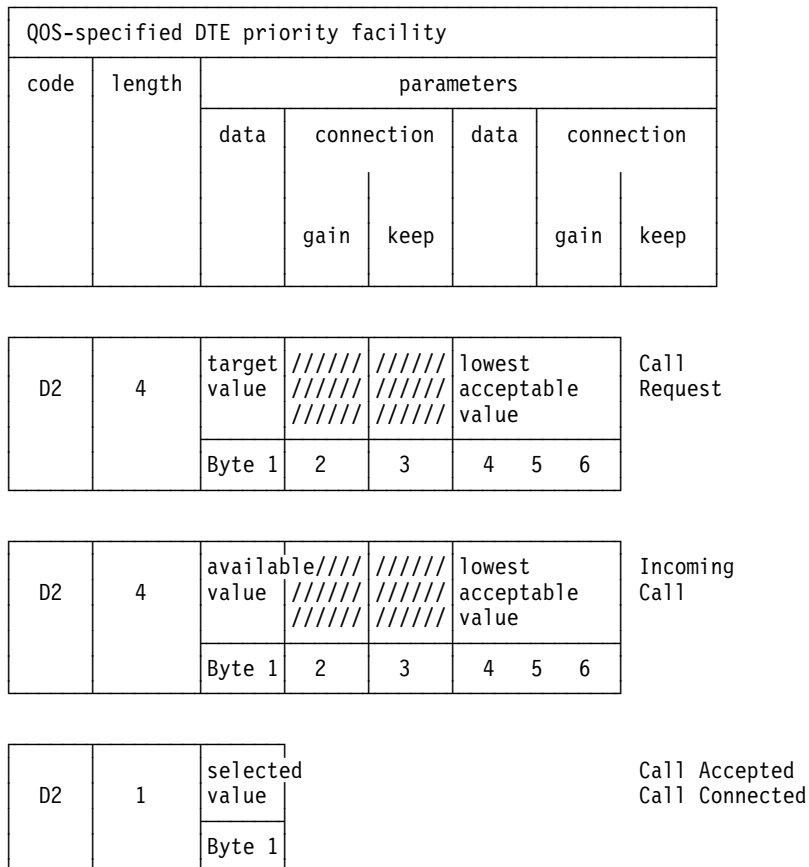 QOS-specified DTE priority facility
code length parameters
data connection data connection
gain keep gain keep
target ////// ////// lowest Call
D2 4 value ////// ////// acceptable Request
////// ////// value
Byte 1 2 3 4 5 6
available//// ////// lowest Incoming
D2 4 value ////// ////// acceptable Call
////// ////// value
Byte 1 2 3 4 5 6
selected Call Accepted
D2 1 value Call Connected
Byte 1